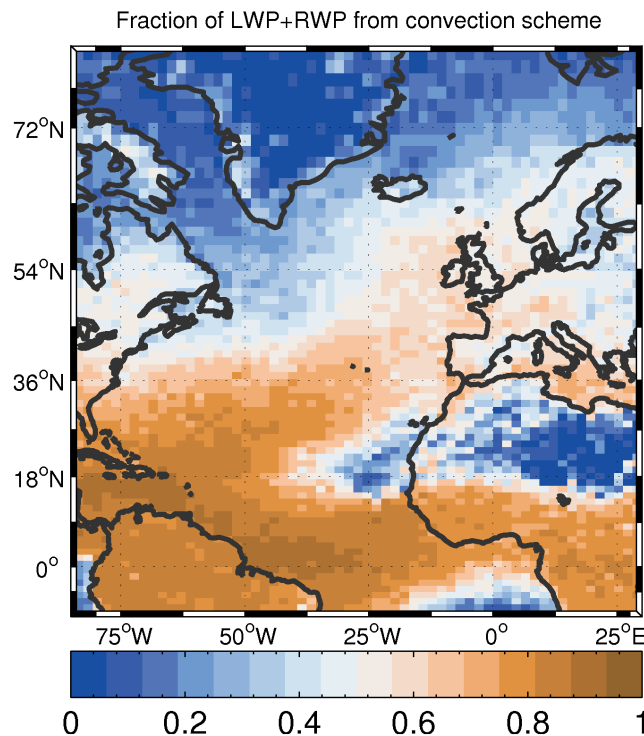 Fraction of LWP+RWP from convection scheme
72°N
54°N
36°N
18°N
0°
75°W 50°W 25°W 0° 25°E
0 0.2 0.4 0.6 0.8 1